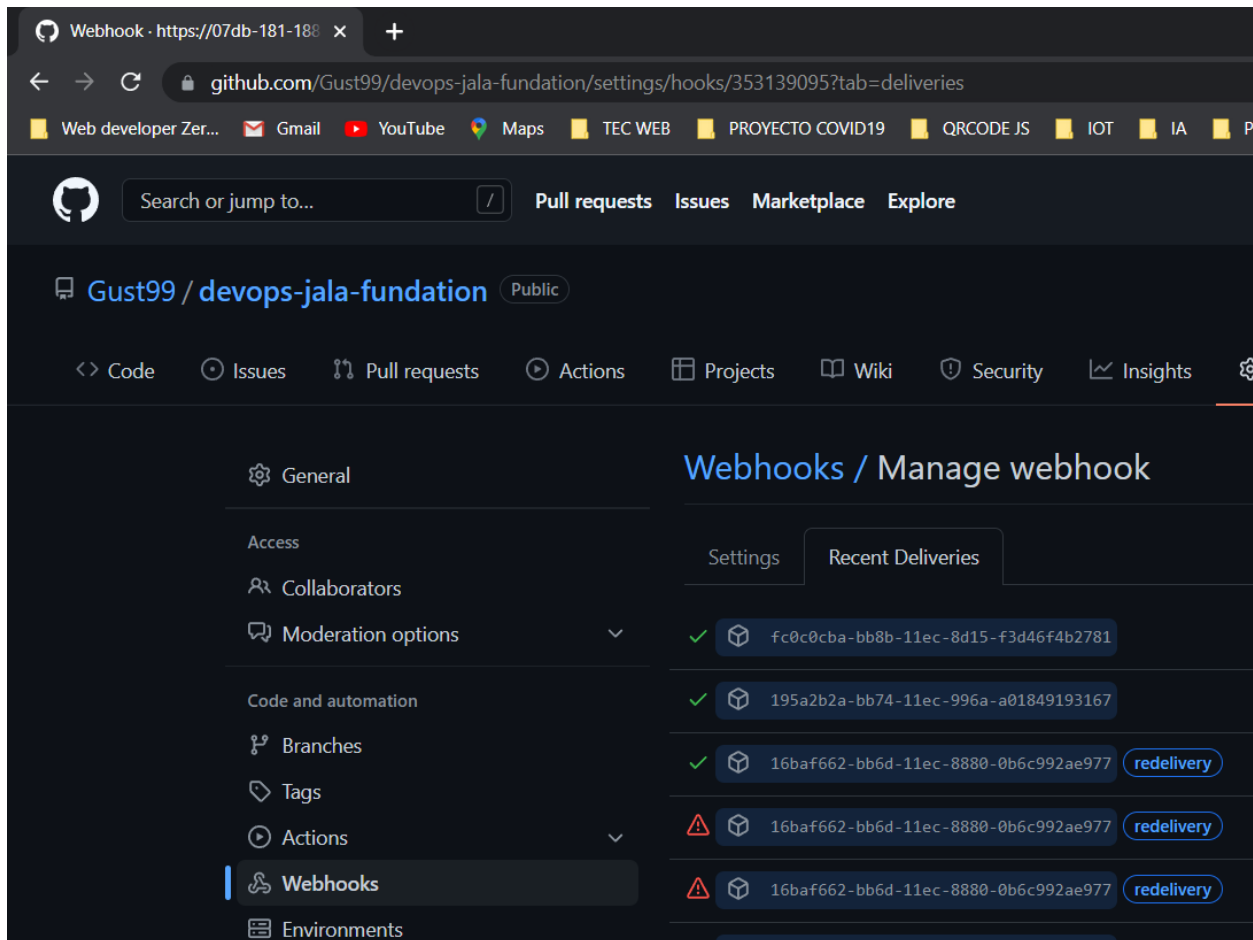 Webhook · https://07db-181-188
github.com/Gust99/devops-jala-fundation/settings/hooks/353139095?tab=deliveries
Web developer Zer... Gmail YouTube Maps TEC WEB PROYECTO COVID19 QRCODE JS IOT IA P
Search or jump to... / Pull requests Issues Marketplace Explore
Gust99 / devops-jala-fundation Public
Code Issues Pull requests Actions Projects Wiki Security Insights
General
Access
Collaborators
Moderation options
Code and automation
Branches
Tags
Actions
Webhooks
Environments
Webhooks / Manage webhook
Settings Recent Deliveries
fc0c0cba-bb8b-11ec-8d15-f3d46f4b2781
195a2b2a-bb74-11ec-996a-a01849193167
16baf662-bb6d-11ec-8880-0b6c992ae977 redelivery
16baf662-bb6d-11ec-8880-0b6c992ae977 redelivery
16baf662-bb6d-11ec-8880-0b6c992ae977 redelivery